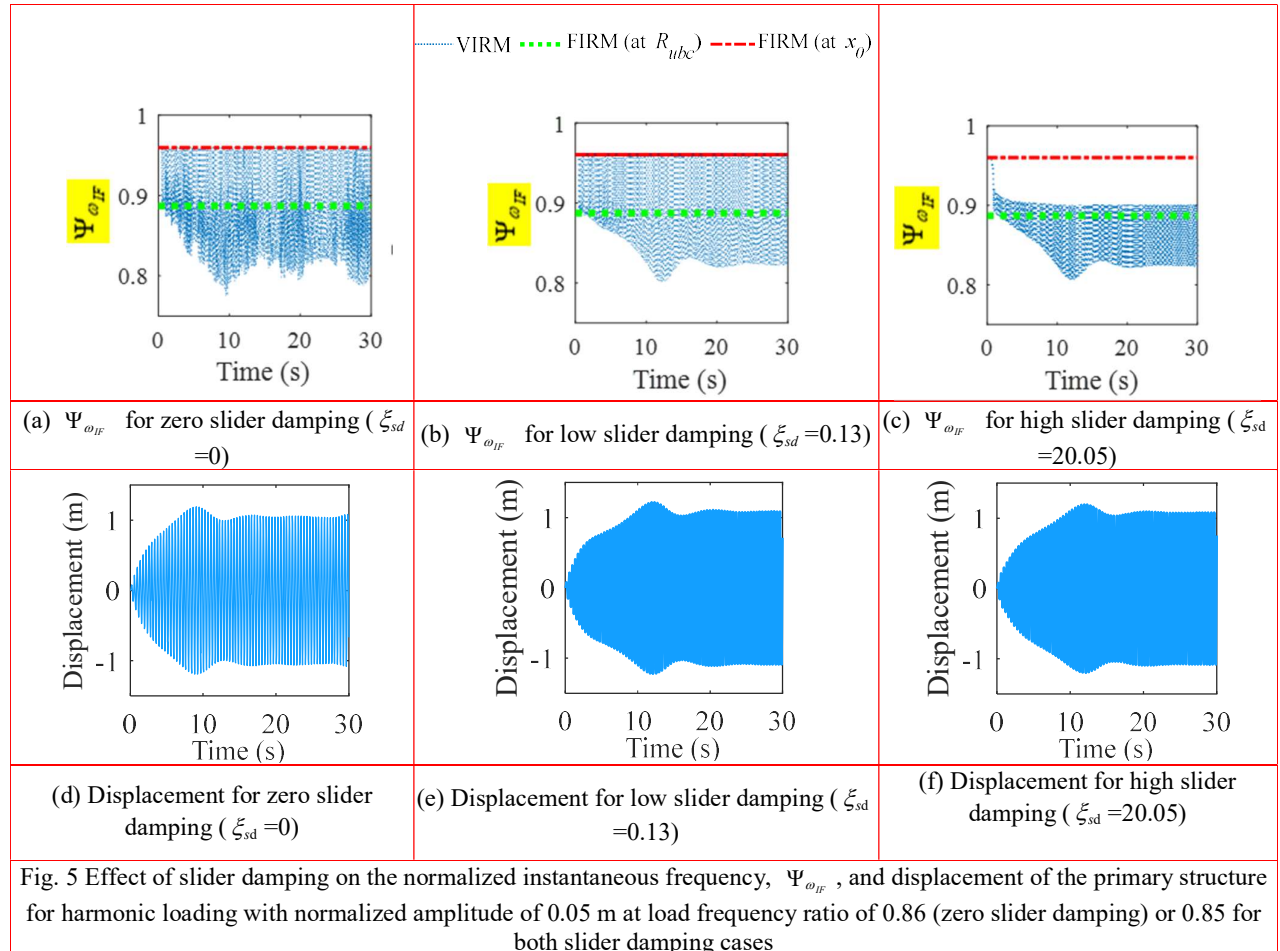 VIRM FIRM (at R_ubc) FIRM (at x_0)
1
0.9
0.8
Ψ_ω_IF
0 10 20 30
Time (s)
1
0.9
0.8
Ψ_ω_IF
0 10 20 30
Time (s)
1
0.9
0.8
Ψ_ω_IF
0 10 20 30
Time (s)
(a) Ψ_ω_IF for zero slider damping ( ξ_sd
=0)
(b) Ψ_ω_IF for low slider damping ( ξ_sd =0.13)
(c) Ψ_ω_IF for high slider damping ( ξ_sd
=20.05)
Displacement (m)
1
0
-1
0 10 20 30
Time (s)
Displacement (m)
1
0
-1
0 10 20 30
Time (s)
Displacement (m)
1
0
-1
0 10 20 30
Time (s)
(d) Displacement for zero slider
damping ( ξ_sd =0)
(e) Displacement for low slider damping ( ξ_sd
=0.13)
(f) Displacement for high slider
damping ( ξ_sd =20.05)
Fig. 5 Effect of slider damping on the normalized instantaneous frequency, Ψ_ω_IF , and displacement of the primary structure
for harmonic loading with normalized amplitude of 0.05 m at load frequency ratio of 0.86 (zero slider damping) or 0.85 for
both slider damping cases